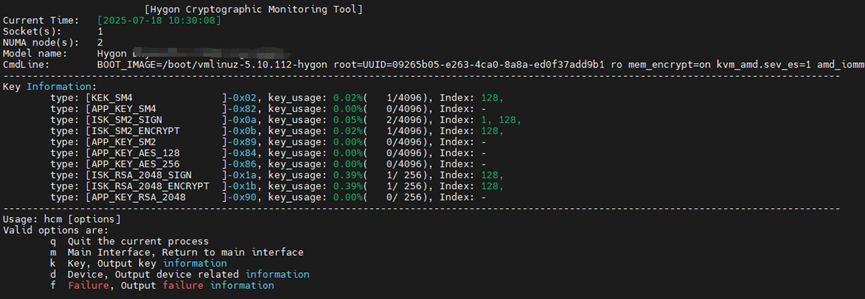 [Hygon Cryptographic Monitoring Tool]
Current Time: [2025-07-18 10:30:08]
Socket(s): 1
NUMA node(s): 2
Model name: Hygon
CmdLine: BOOT_IMAGE=/boot/vmlinuz-5.10.112-hygon root=UUID=09265b05-e263-4ca0-8a8a-ed0f37add9b1 ro mem_encrypt=on kvm_amd.sev_es=1 amd_iomm
--------------------------------------------------------------------------------
Key Information:
type: [KEK_SM4 ]-0x02, key_usage: 0.02%( 1/4096), Index: 128,
type: [APP_KEY_SM4 ]-0x82, key_usage: 0.00%( 0/4096), Index: -
type: [ISK_SM2_SIGN ]-0x0a, key_usage: 0.05%( 2/4096), Index: 1, 128,
type: [ISK_SM2_ENCRYPT ]-0x0b, key_usage: 0.02%( 1/4096), Index: 128,
type: [APP_KEY_SM2 ]-0x89, key_usage: 0.00%( 0/4096), Index: -
type: [APP_KEY_AES_128 ]-0x84, key_usage: 0.00%( 0/4096), Index: -
type: [APP_KEY_AES_256 ]-0x86, key_usage: 0.00%( 0/4096), Index: -
type: [ISK_RSA_2048_SIGN ]-0x1a, key_usage: 0.39%( 1/ 256), Index: 128,
type: [ISK_RSA_2048_ENCRYPT ]-0x1b, key_usage: 0.39%( 1/ 256), Index: 128,
type: [APP_KEY_RSA_2048 ]-0x90, key_usage: 0.00%( 0/ 256), Index: -
--------------------------------------------------------------------------------
Usage: hcm [options]
Valid options are:
q Quit the current process
m Main Interface, Return to main interface
k Key, Output key information
d Device, Output device related information
f Failure, Output failure information